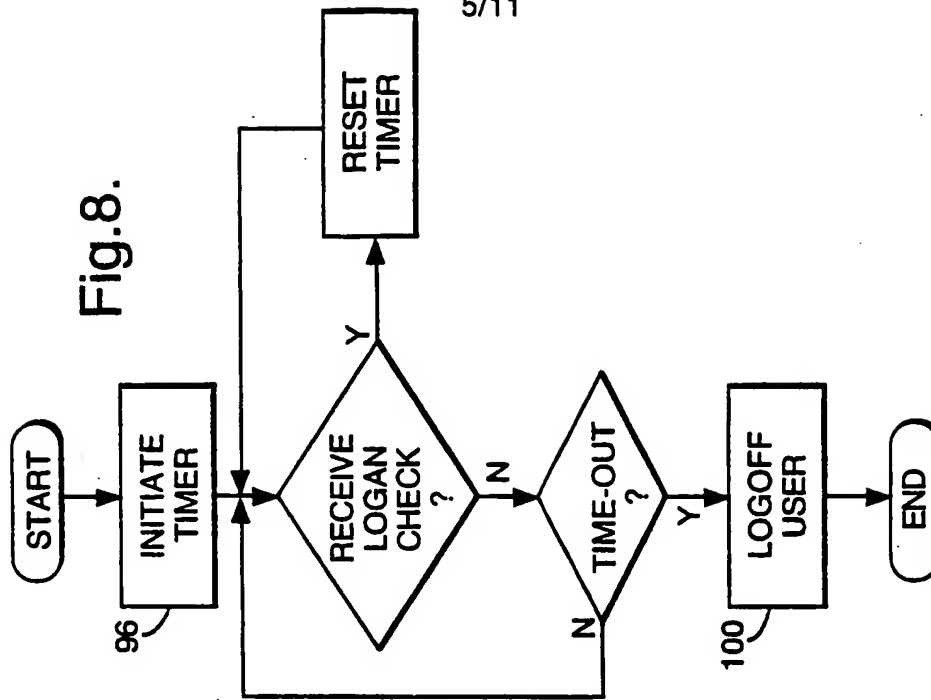 5/11
Fig.8.
START
96
INITIATE
TIMER
RECEIVE
LOGAN
CHECK
?
Y
RESET
TIMER
N
TIME-OUT
?
N
Y
100
LOGOFF
USER
END